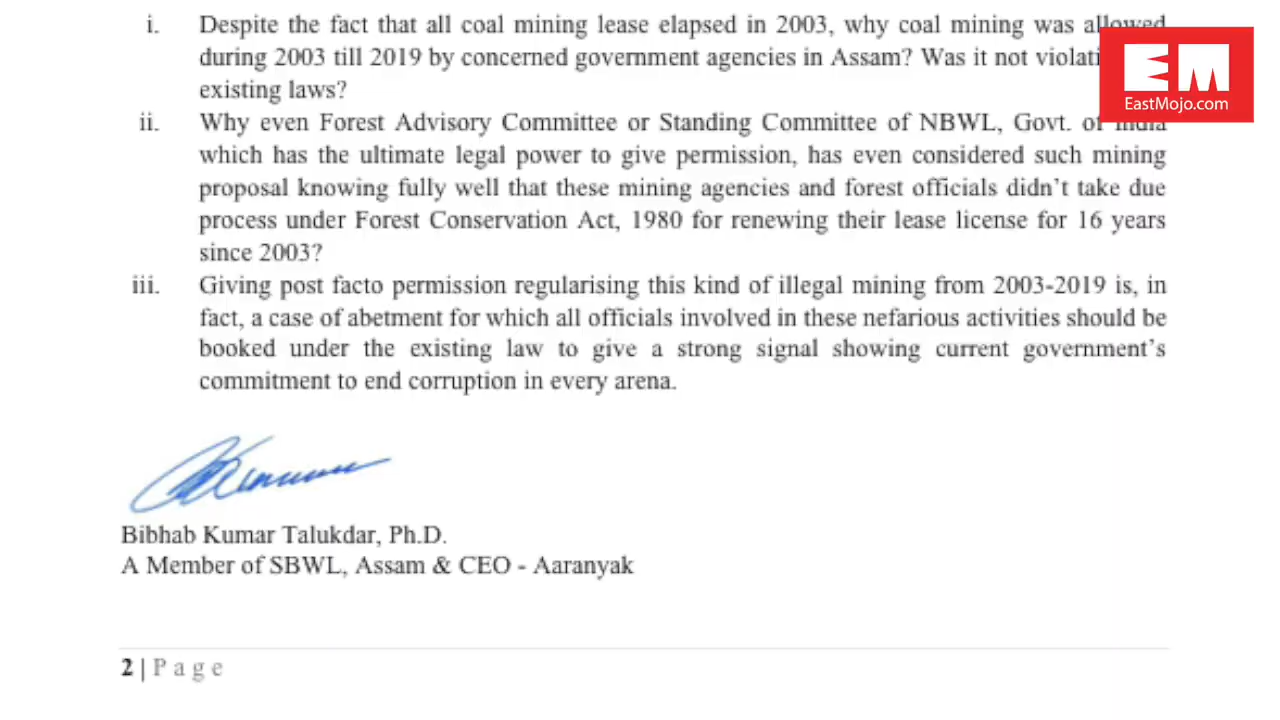 i. Despite the fact that all coal mining lease elapsed in 2003, why coal mining was allowed
during 2003 till 2019 by concerned government agencies in Assam? Was it not
existing laws?
ii. Why even Forest Advisory Committee or Standing Committee of NBWL, Govt. of India
which has the ultimate legal power to give permission, has even considered such mining
proposal knowing fully well that these mining agencies and forest officials didn't take due
process under Forest Conservation Act, 1980 for renewing their lease license for 16 years
since 2003?
iii. Giving post facto permission regularising this kind of illegal mining from 2003-2019 is, in
fact, a case of abetment for which all officials involved in these nefarious activities should be
booked under the existing law to give a strong signal showing current government's
commitment to end corruption in every arena.
Bibhab Kumar Talukdar, Ph.D.
A Member of SBWL, Assam & CEO - Aaranyak
2 | Page
EM
EastMojo.com